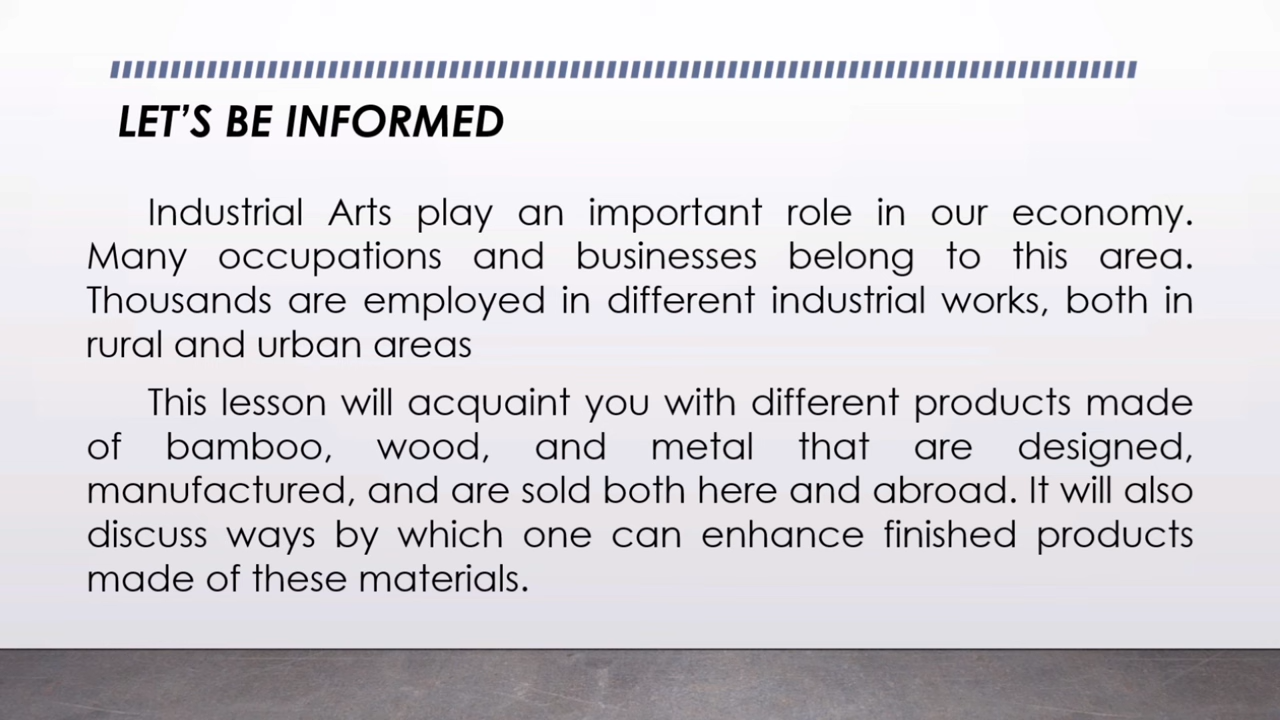 LET’S BE INFORMED
Industrial Arts play an important role in our economy.
Many occupations and businesses belong to this area.
Thousands are employed in different industrial works, both in
rural and urban areas
This lesson will acquaint you with different products made
of bamboo, wood, and metal that are designed,
manufactured, and are sold both here and abroad. It will also
discuss ways by which one can enhance finished products
made of these materials.